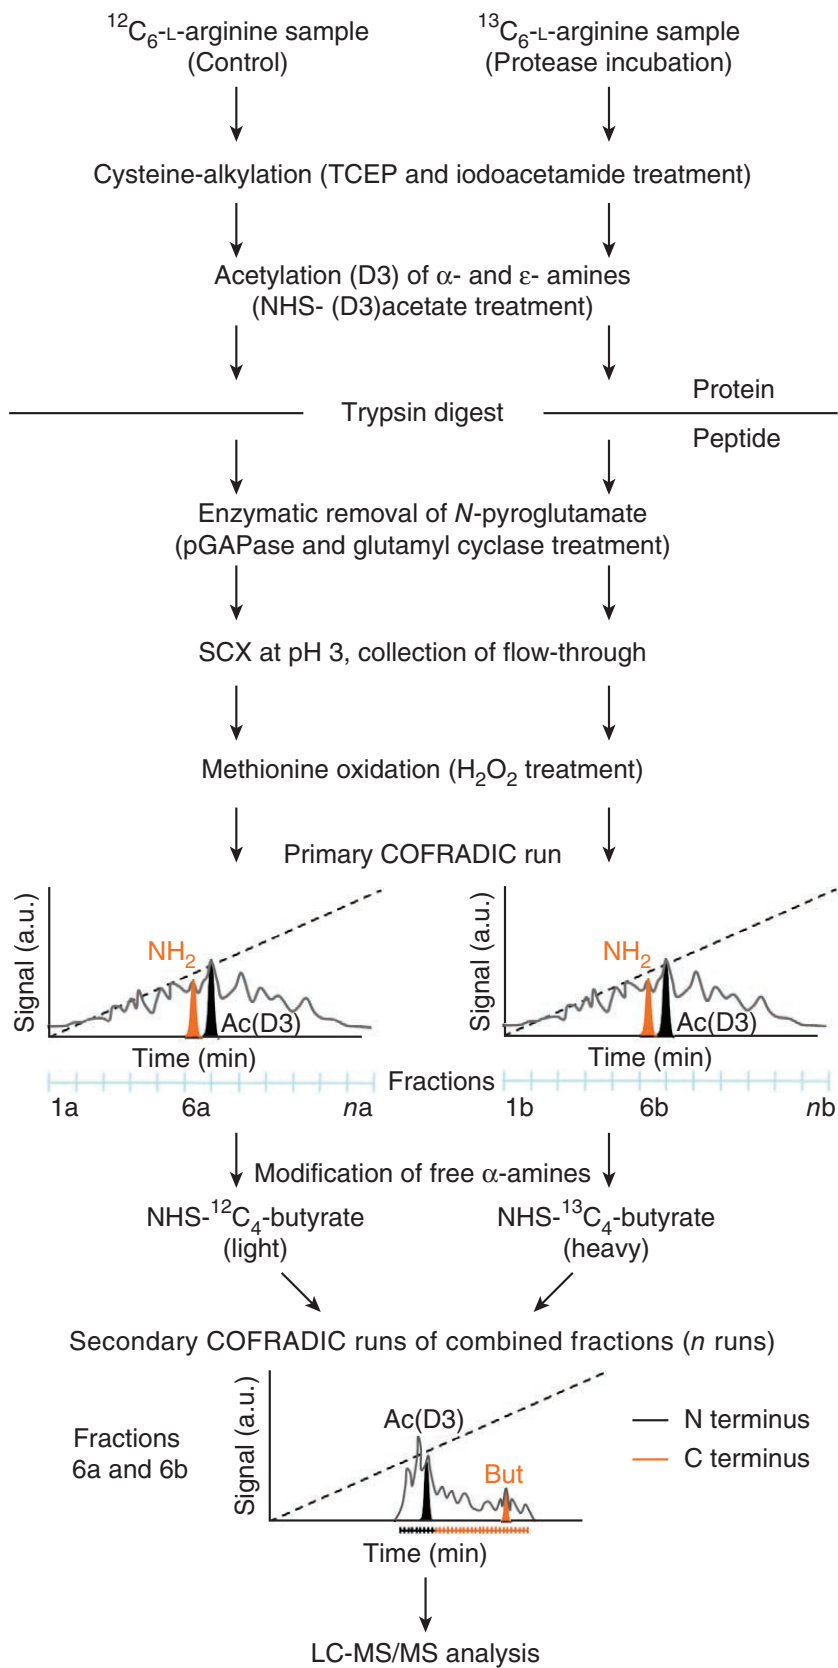 ¹²C₆-L-arginine sample
(Control)
¹³C₆-L-arginine sample
(Protease incubation)
Cysteine-alkylation (TCEP and iodoacetamide treatment)
Acetylation (D3) of α- and ε- amines
(NHS- (D3)acetate treatment)
Protein
Trypsin digest
Peptide
Enzymatic removal of N-pyroglutamate
(pGAPase and glutamyl cyclase treatment)
SCX at pH 3, collection of flow-through
Methionine oxidation (H₂O₂ treatment)
Primary COFRADIC run
Signal (a.u.)
NH₂
Ac(D3)
Time (min)
Signal (a.u.)
NH₂
Ac(D3)
Time (min)
Fractions
1a 6a na
1b 6b nb
Modification of free α-amines
NHS-¹²C₄-butyrate
(light)
NHS-¹³C₄-butyrate
(heavy)
Secondary COFRADIC runs of combined fractions (n runs)
Fractions
6a and 6b
Signal (a.u.)
Ac(D3)
But
Time (min)
N terminus
C terminus
LC-MS/MS analysis